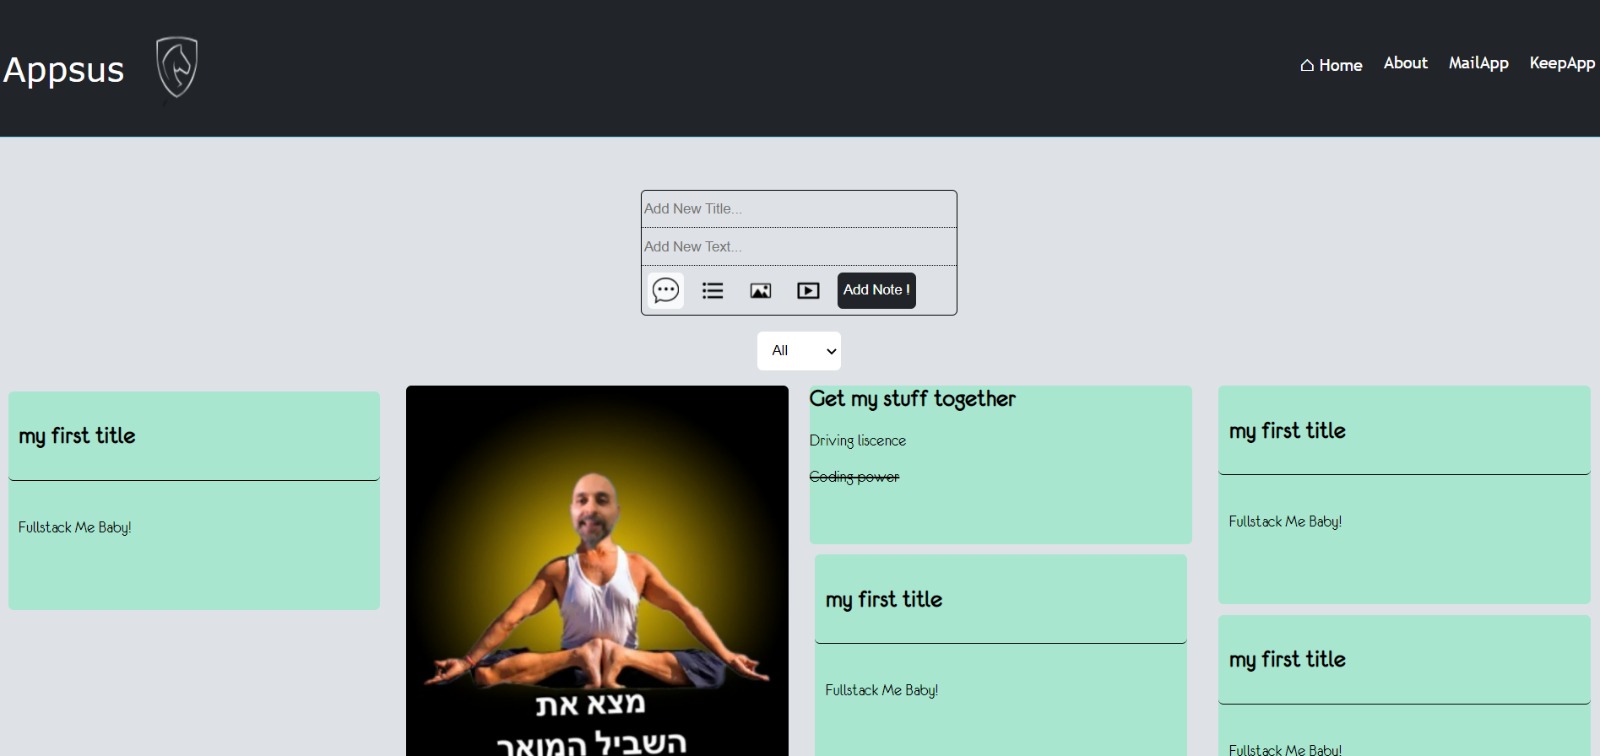 Appsus
Home
About
MailApp
KeepApp
Add New Title...
Add New Text...
Add Note !
All
my first title
Fullstack Me Baby!
מצא את
השביל המואר
Get my stuff together
Driving liscence
Coding power
my first title
Fullstack Me Baby!
my first title
Fullstack Me Baby!
my first title
Fullstack Me Baby!